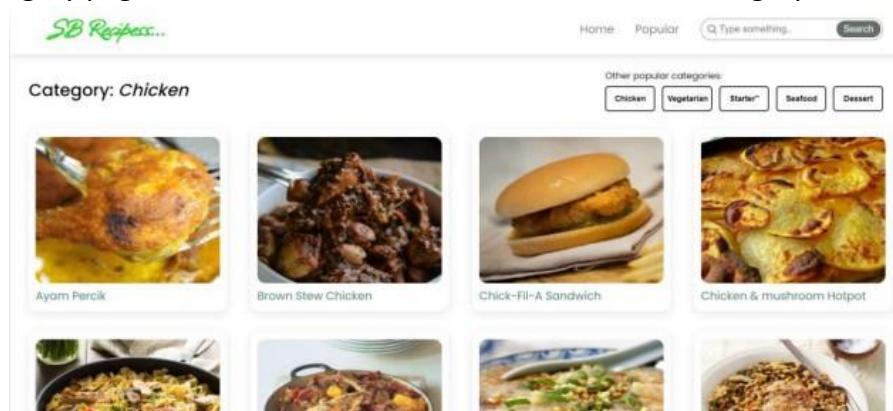 SB Recipess...
Home Popular Type something.. Search
Category: Chicken
Other popular categories:
Chicken Vegetarian Starter" Seafood Dessert
Ayam Percik Brown Stew Chicken Chick-Fil-A Sandwich Chicken & mushroom Hotpot